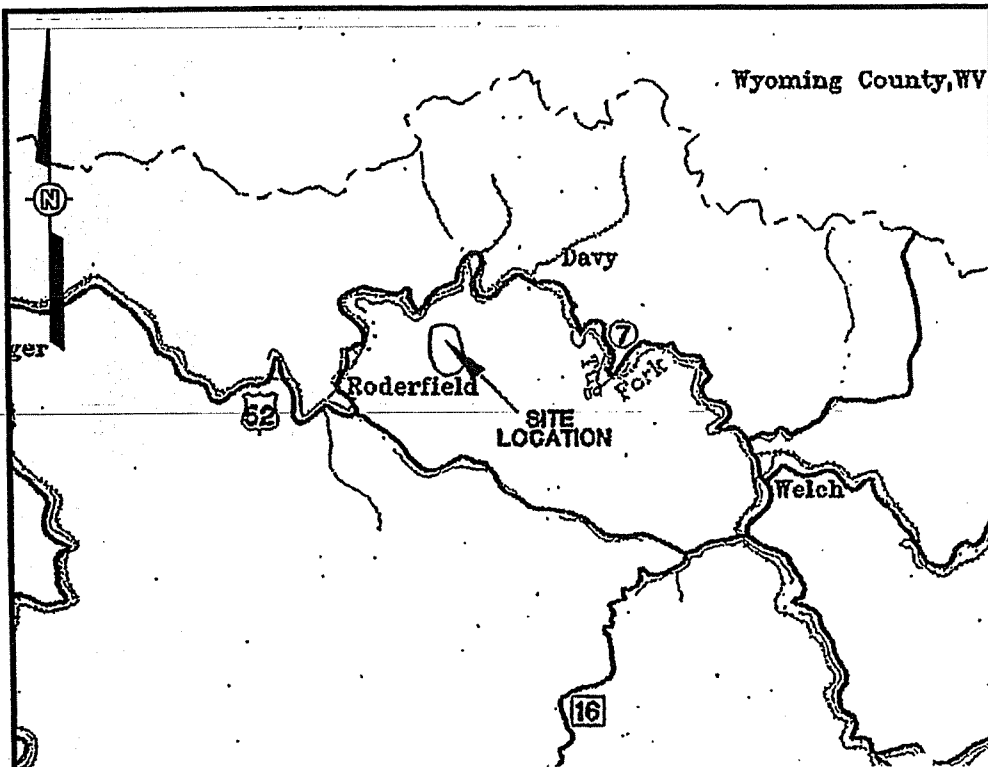 Wyoming County,WV
N
Davy
7
Fork
ger
Roderfield
52
SITE
LOCATION
Welch
16